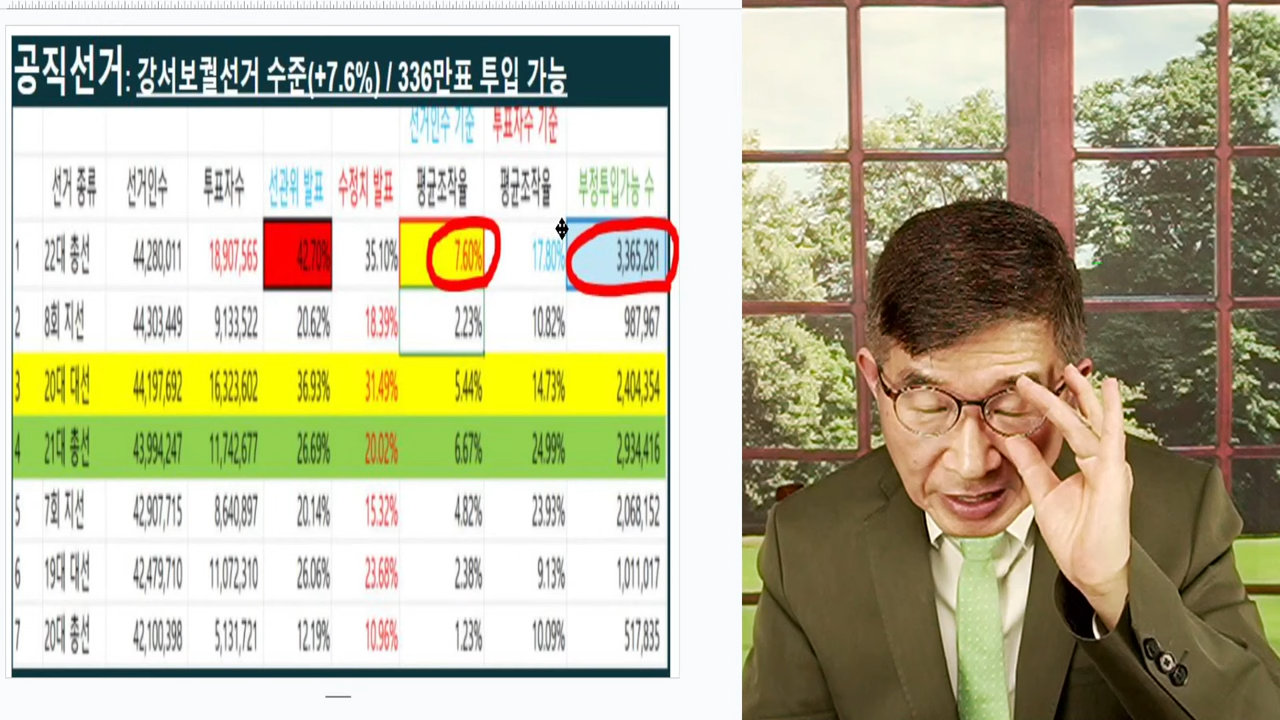 공직선거: 강서보궐선거 수준(+7.6%) / 336만표 투입 가능
선거인수 기준 투표자수 기준
선거 종류 선거인수 투표자수 선관위 발표 수정치 발표 평균조작율 평균조작율 부정투입가능 수
1 22대 총선 44,280,011 18,907,565 42.70% 35.10% 7.60% 17.80% 3,365,281
2 8회 지선 44,303,449 9,133,522 20.62% 18.39% 2.23% 10.82% 987,967
3 20대 대선 44,197,692 16,323,602 36.93% 31.49% 5.44% 14.73% 2,404,354
4 21대 총선 43,994,247 11,742,677 26.69% 20.02% 6.67% 24.99% 2,934,416
5 7회 지선 42,907,715 8,640,897 20.14% 15.32% 4.82% 23.93% 2,068,152
6 19대 대선 42,479,710 11,072,310 26.06% 23.68% 2.38% 9.13% 1,011,017
7 20대 총선 42,100,398 5,131,721 12.19% 10.96% 1.23% 10.09% 517,835